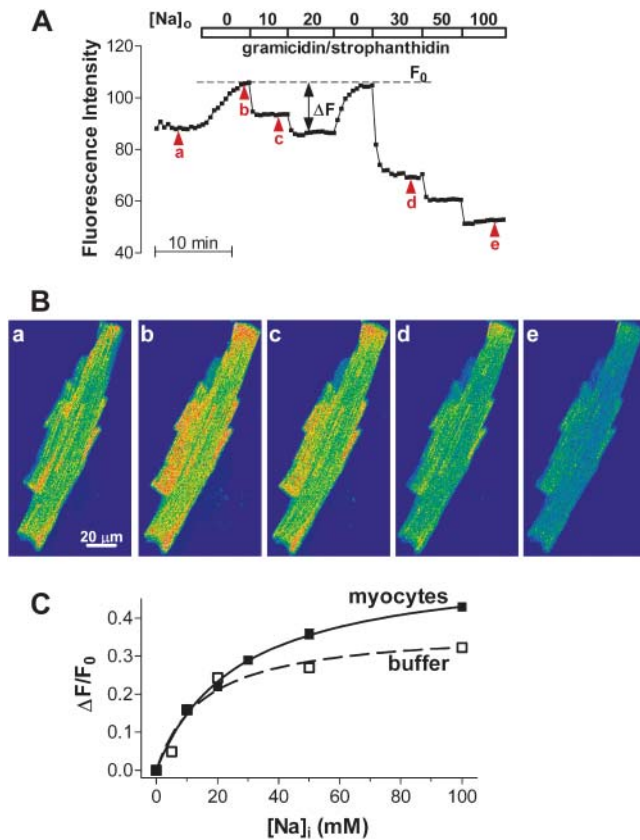 A
[Na]o 0 10 20 0 30 50 100
gramicidin/strophanthidin
Fluorescence Intensity
120
100
80
60
40
F0
ΔF
a
b
c
d
e
10 min
B
a b c d e
20 μm
C
ΔF/F0
0.4
0.3
0.2
0.1
0.0
myocytes
buffer
0 20 40 60 80 100
[Na]i (mM)